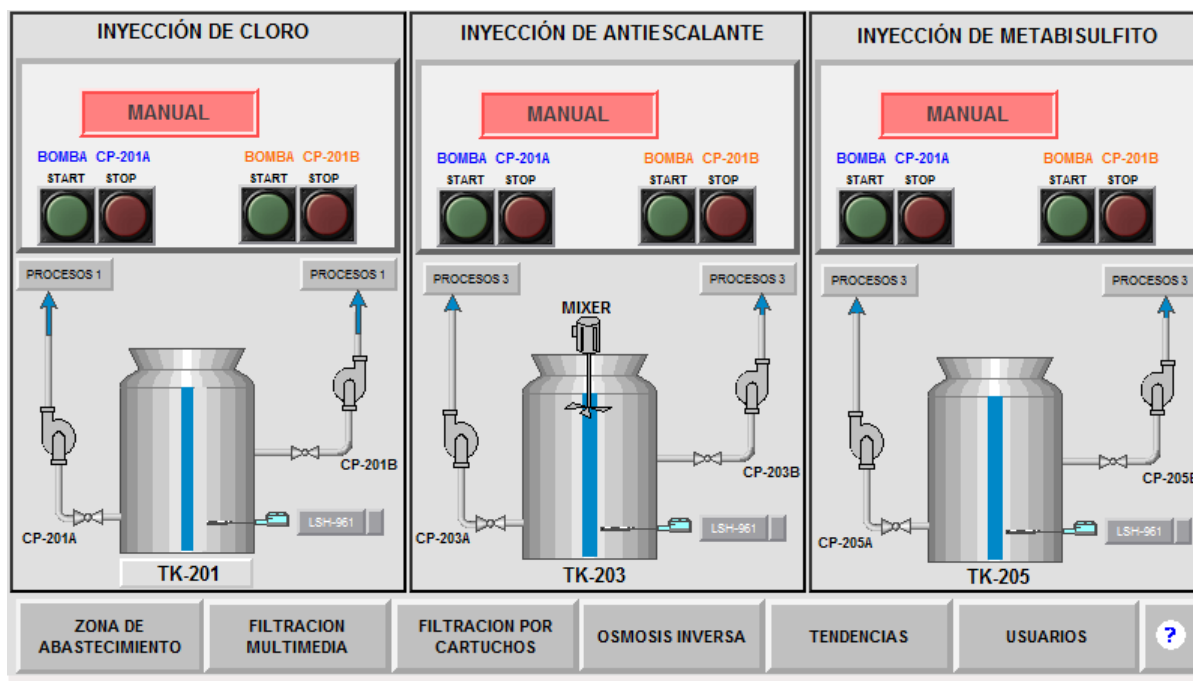 INYECCIÓN DE CLORO
MANUAL
BOMBA CP-201A
BOMBA CP-201B
START STOP
START STOP
PROCESOS 1
PROCESOS 1
CP-201B
LSH-961
CP-201A
TK-201
INYECCIÓN DE ANTIESCALANTE
MANUAL
BOMBA CP-201A
BOMBA CP-201B
START STOP
START STOP
PROCESOS 3
PROCESOS 3
MIXER
CP-203B
LSH-961
CP-203A
TK-203
INYECCIÓN DE METABISULFITO
MANUAL
BOMBA CP-201A
BOMBA CP-201B
START STOP
START STOP
PROCESOS 3
PROCESOS 3
CP-205B
LSH-961
CP-205A
TK-205
ZONA DE
ABASTECIMIENTO
FILTRACION
MULTIMEDIA
FILTRACION POR
CARTUCHOS
OSMOSIS INVERSA
TENDENCIAS
USUARIOS
?